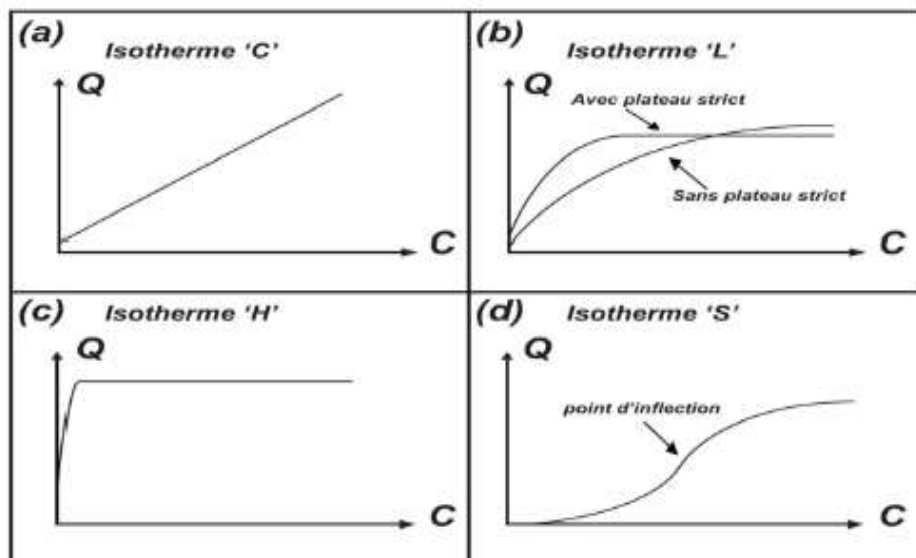 (a)
Isotherme ‘C’
Q
C
(b)
Isotherme ‘L’
Q
Avec plateau strict
Sans plateau strict
C
(c)
Isotherme ‘H’
Q
C
(d)
Isotherme ‘S’
Q
point d’inflection
C